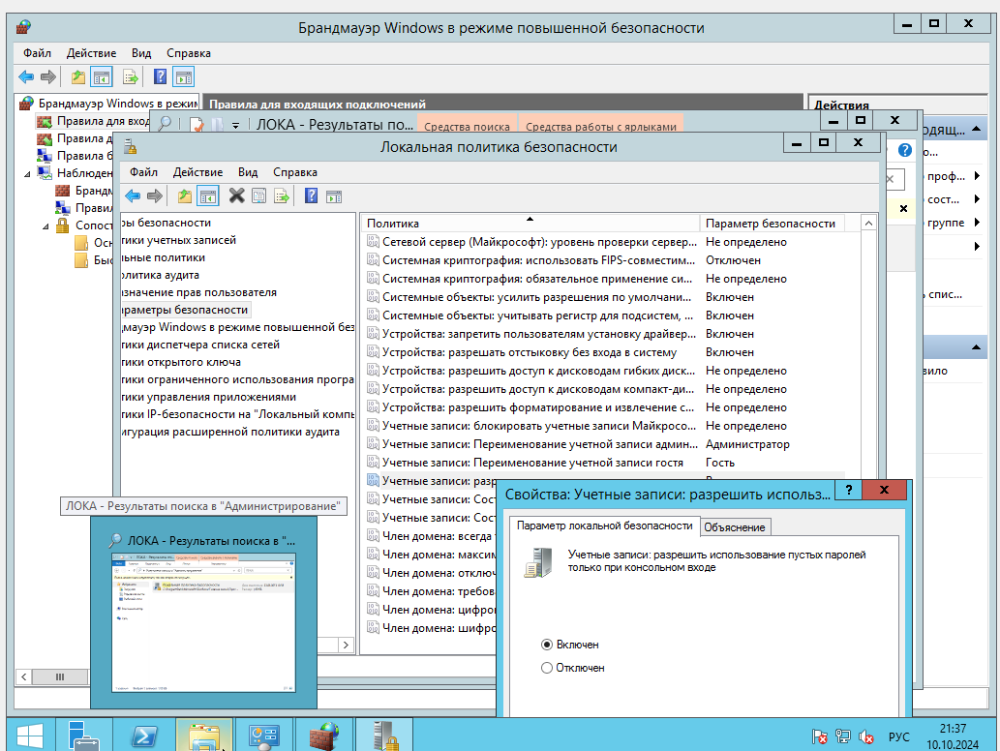 Брандмауэр Windows в режиме повышенной безопасности
Файл Действие Вид Справка
Брандмауэр Windows в режи
Правила для входящих подключений
Действия
Правила для вход
Правила д
Правила б
Наблюден
Бранд
Правил
Сопост
Осн
Быс
ЛОКА - Результаты по...
Средства поиска
Средства работы с ярлыками
одящ...
о...
проф...
сост...
группе
спис...
вило
Локальная политика безопасности
Файл Действие Вид Справка
ры безопасности
тики учетных записей
льные политики
олитика аудита
значение прав пользователя
раметры безопасности
дмауэр Windows в режиме повышенной без
тики диспетчера списка сетей
тики открытого ключа
тики ограниченного использования програ
тики управления приложениями
тики IP-безопасности на "Локальный компь
игурация расширенной политики аудита
Политика Параметр безопасности
Сетевой сервер (Майкрософт): уровень проверки сервер... Не определено
Системная криптография: использовать FIPS-совместим... Отключен
Системная криптография: обязательное применение си... Не определено
Системные объекты: усилить разрешения по умолчани... Включен
Системные объекты: учитывать регистр для подсистем, ... Включен
Устройства: запретить пользователям установку драйвер... Включен
Устройства: разрешать отстыковку без входа в систему Включен
Устройства: разрешить доступ к дисководам гибких диск... Не определено
Устройства: разрешить доступ к дисководам компакт-ди... Не определено
Устройства: разрешить форматирование и извлечение с... Не определено
Учетные записи: блокировать учетные записи Майкросо... Не определено
Учетные записи: Переименование учетной записи админ... Администратор
Учетные записи: Переименование учетной записи гостя Гость
Учетные записи: разр
Учетные записи: Сост
Учетные записи: Сост
Член домена: всегда
Член домена: максим
Член домена: отключ
Член домена: требова
Член домена: цифро
Член домена: шифро
Свойства: Учетные записи: разрешить использ...
Параметр локальной безопасности Объяснение
Учетные записи: разрешить использование пустых паролей
только при консольном входе
Включен
Отключен
ЛОКА - Результаты поиска в "Администрирование"
ЛОКА - Результаты поиска в "...
РУС
21:37
10.10.2024